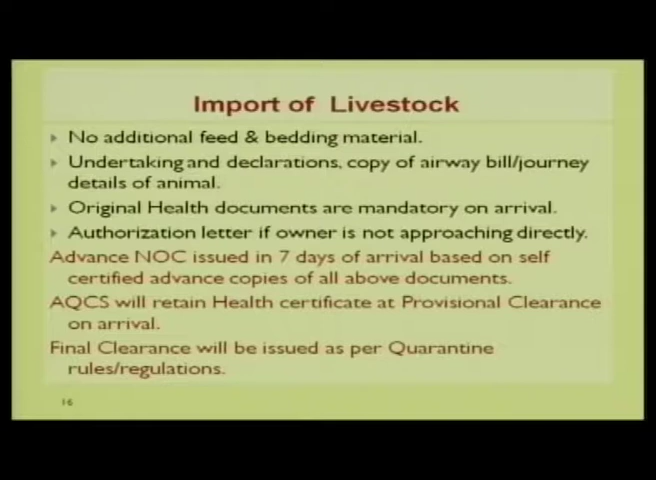 Import of Livestock
No additional feed & bedding material.
Undertaking and declarations, copy of airway bill/journey
details of animal.
Original Health documents are mandatory on arrival.
Authorization letter if owner is not approaching directly.
Advance NOC issued in 7 days of arrival based on self
certified advance copies of all above documents.
AQCS will retain Health certificate at Provisional Clearance
on arrival.
Final Clearance will be issued as per Quarantine
rules/regulations.
16